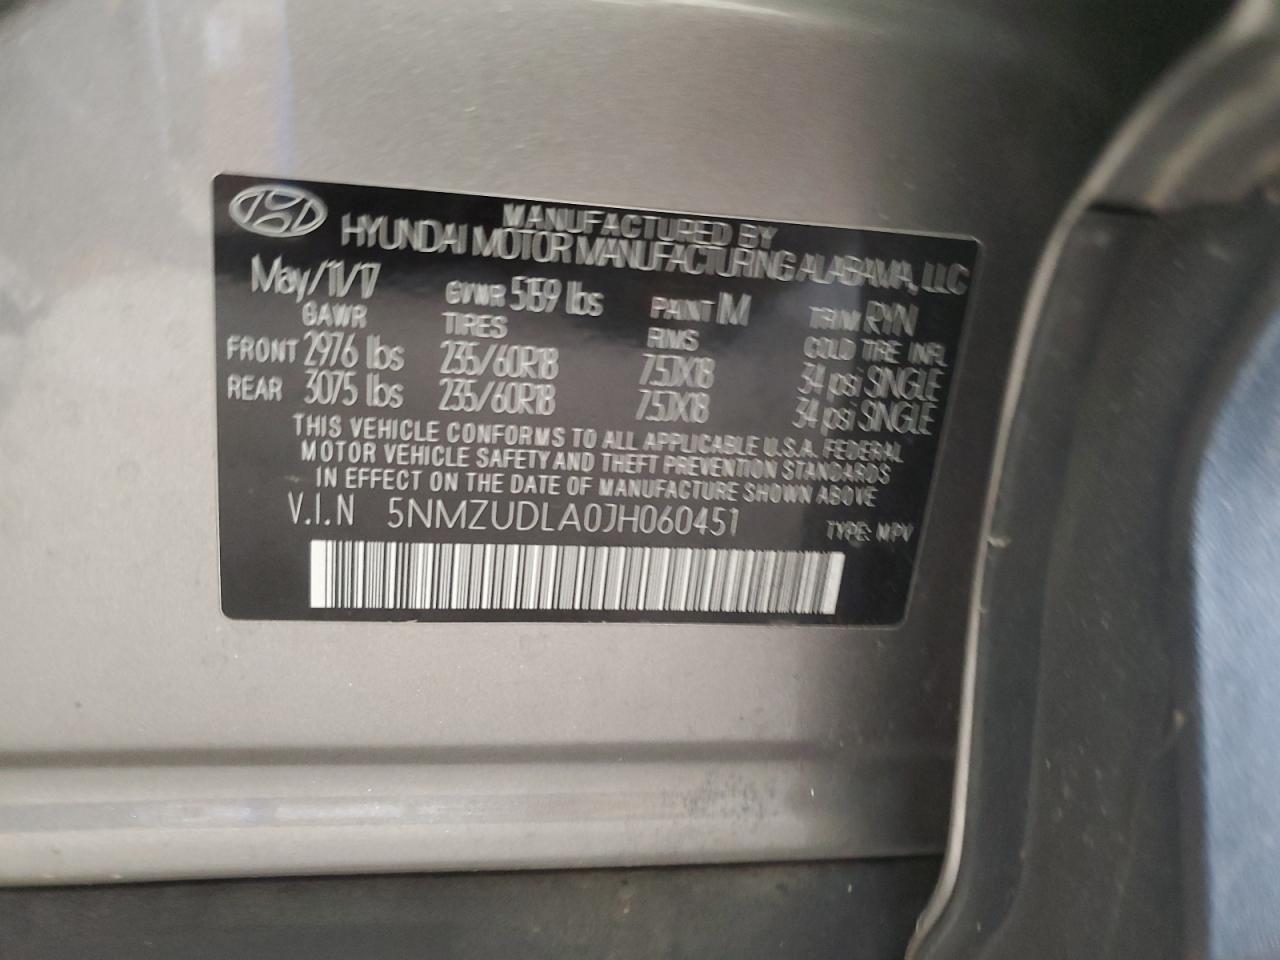 MANUFACTURED BY
HYUNDAI MOTOR MANUFACTURING ALABAMA, LLC
May/11/17 GVWR 5159 lbs PAINT IM TRIM RYN
GAWR TIRES RIMS COLD TIRE INFL
FRONT 2976 lbs 235/60R18 7.5JX18 34 psi SINGLE
REAR 3075 lbs 235/60R18 7.5JX18 34 psi SINGLE
THIS VEHICLE CONFORMS TO ALL APPLICABLE U.S.A. FEDERAL
MOTOR VEHICLE SAFETY AND THEFT PREVENTION STANDARDS
IN EFFECT ON THE DATE OF MANUFACTURE SHOWN ABOVE
V.I.N 5NMZUDLA0JH060451 TYPE: MPV